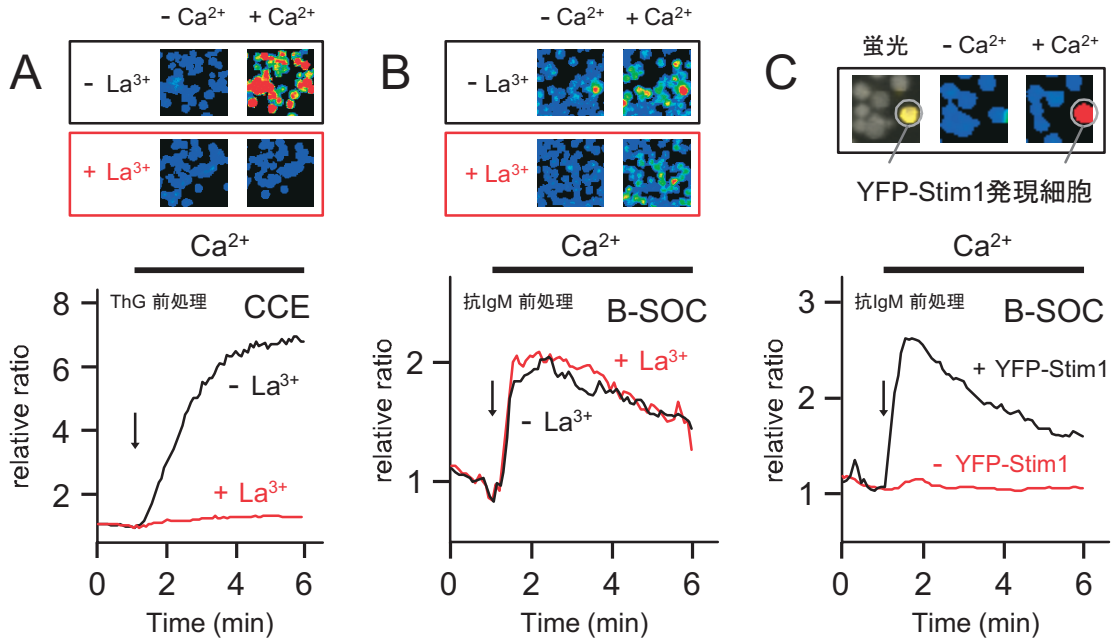 A
- Ca²⁺ + Ca²⁺
- La³⁺
+ La³⁺
Ca²⁺
ThG 前処理
CCE
- La³⁺
+ La³⁺
relative ratio
8
6
4
2
0 2 4 6
Time (min)
B
- Ca²⁺ + Ca²⁺
- La³⁺
+ La³⁺
Ca²⁺
抗IgM 前処理
B-SOC
+ La³⁺
- La³⁺
relative ratio
2
1
0 2 4 6
Time (min)
C
蛍光 - Ca²⁺ + Ca²⁺
YFP-Stim1発現細胞
Ca²⁺
抗IgM 前処理
B-SOC
+ YFP-Stim1
- YFP-Stim1
relative ratio
3
2
1
0 2 4 6
Time (min)